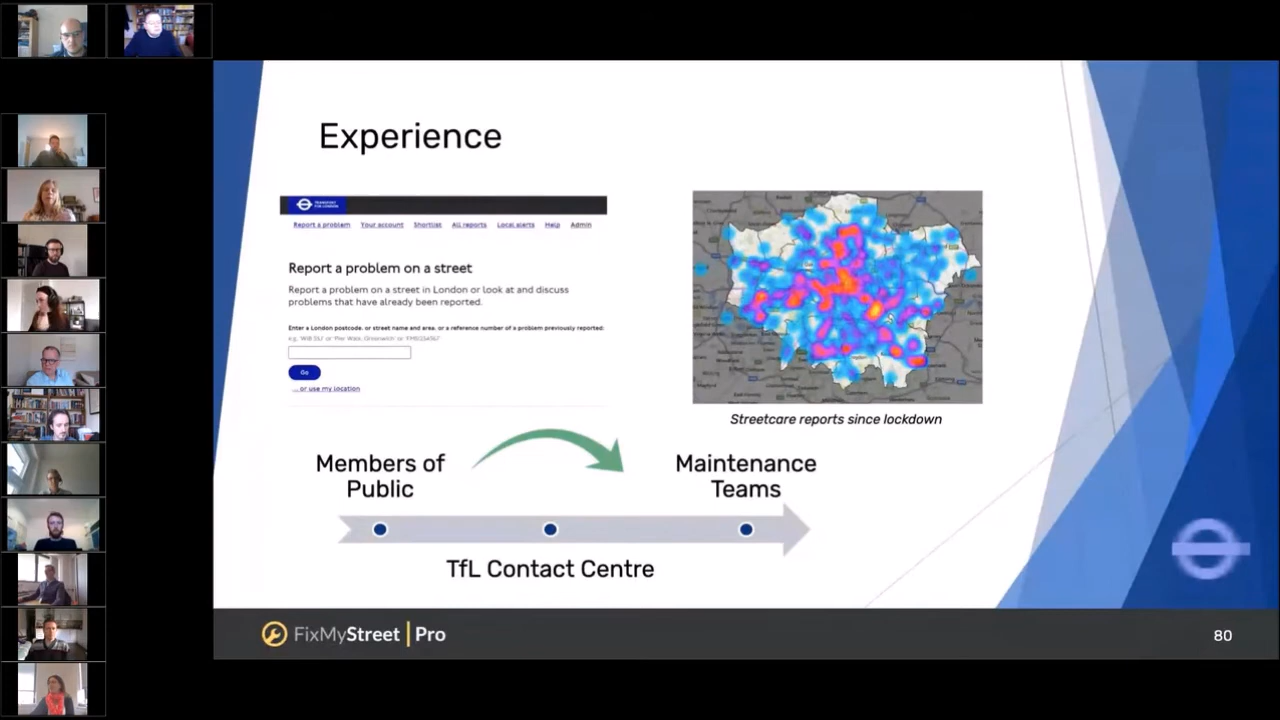 Experience
TRANSPORT
FOR LONDON
Report a problem
Your account
Shortlist
All reports
Local alerts
Help
Admin
Report a problem on a street
Report a problem on a street in London or look at and discuss
problems that have already been reported.
Enter a London postcode, or street name and area, or a reference number of a problem previously reported:
Go
... or use my location
Streetcare reports since lockdown
Members of
Public
Maintenance
Teams
TfL Contact Centre
FixMyStreet | Pro
80